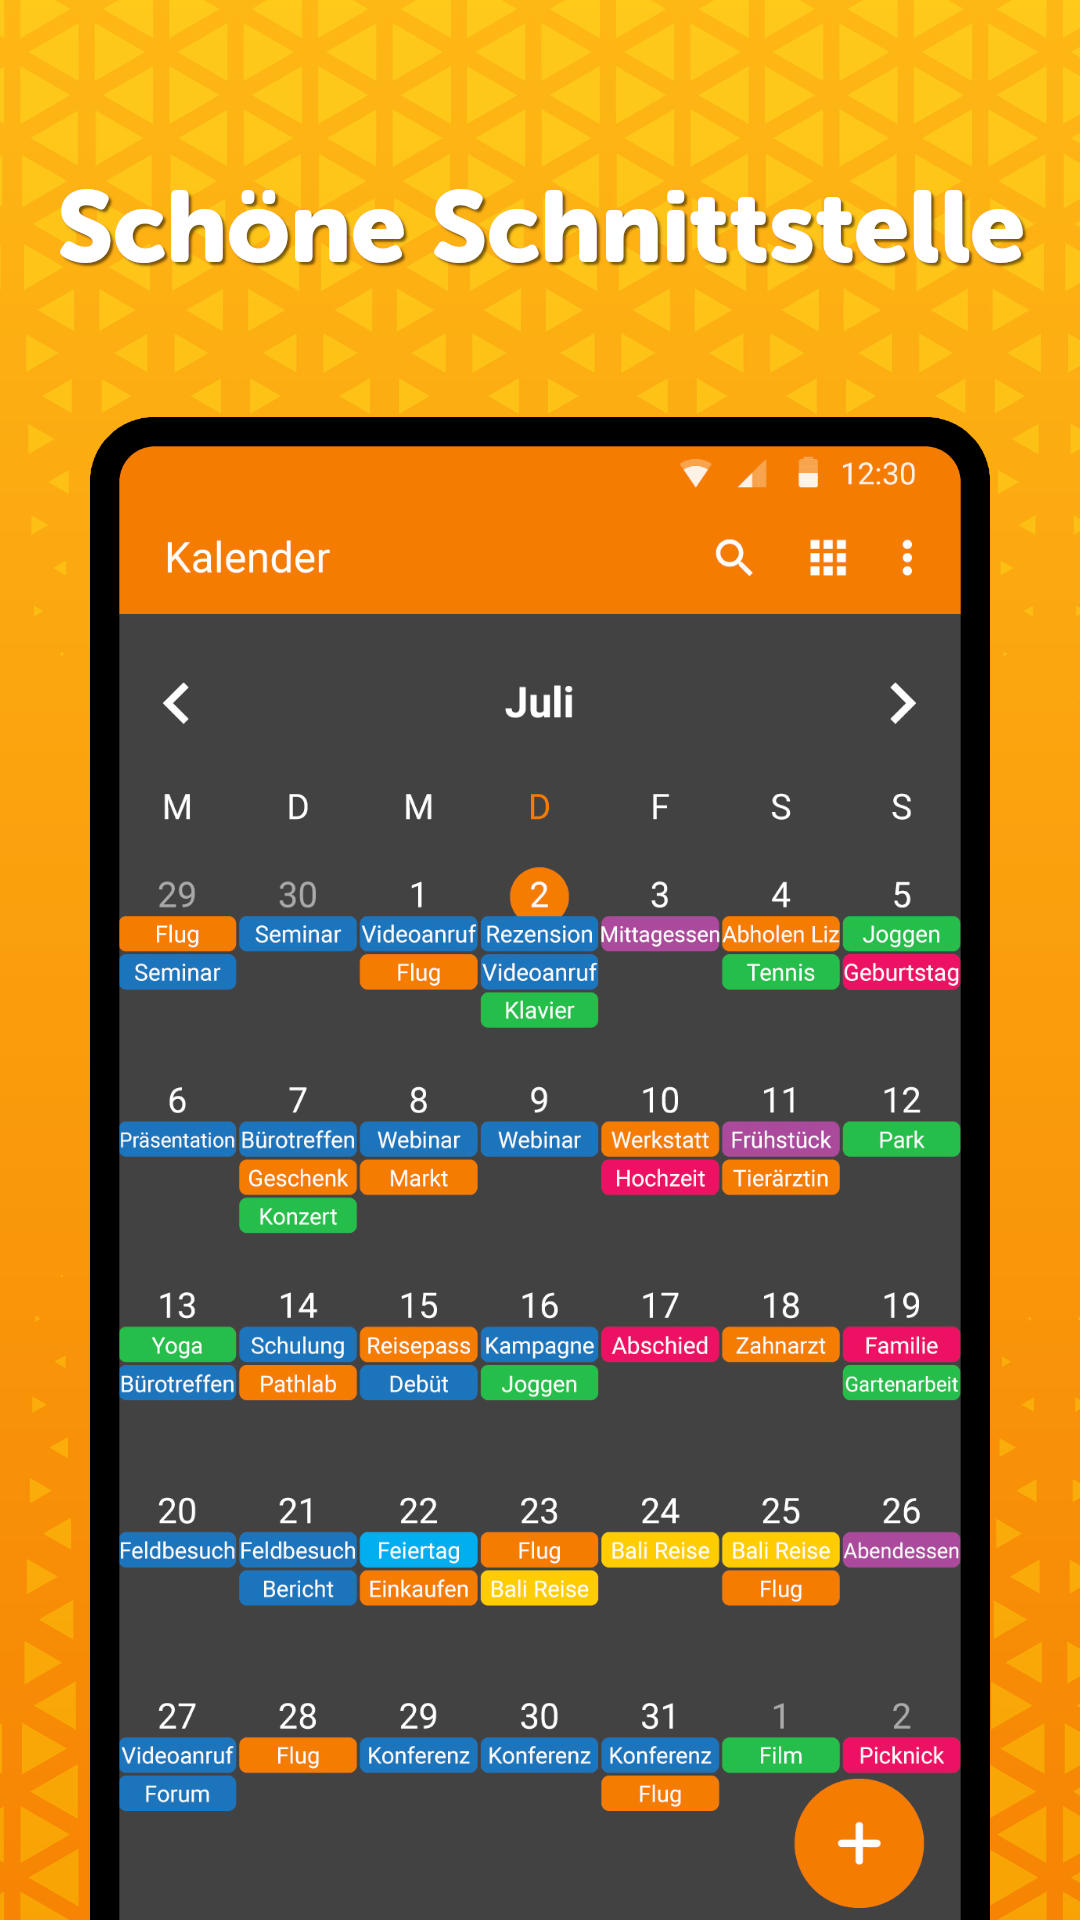 Schöne Schnittstelle
12:30
Kalender
Juli
M D M D F S S
29 30 1 2 3 4 5
Flug Seminar Videoanruf Rezension Mittagessen Abholen Liz Joggen
Seminar Flug Videoanruf Tennis Geburtstag
Klavier
6 7 8 9 10 11 12
Präsentation Bürotreffen Webinar Webinar Werkstatt Frühstück Park
Geschenk Markt Hochzeit Tierärztin
Konzert
13 14 15 16 17 18 19
Yoga Schulung Reisepass Kampagne Abschied Zahnarzt Familie
Bürotreffen Pathlab Debüt Joggen Gartenarbeit
20 21 22 23 24 25 26
Feldbesuch Feldbesuch Feiertag Flug Bali Reise Bali Reise Abendessen
Bericht Einkaufen Bali Reise Flug
27 28 29 30 31 1 2
Videoanruf Flug Konferenz Konferenz Konferenz Film Picknick
Forum Flug